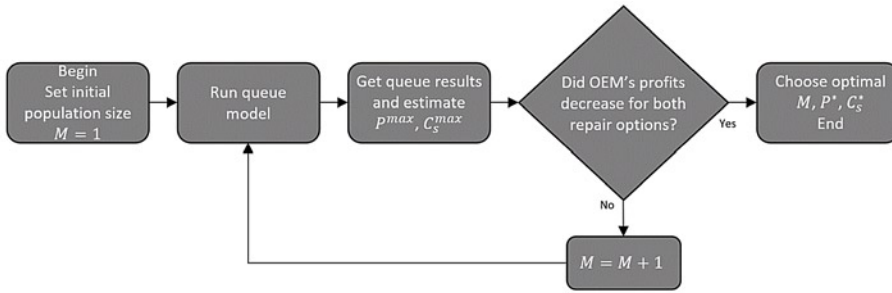 Begin
Set initial
population size
M = 1
Run queue
model
Get queue results
and estimate
P^{max}, C_s^{max}
Did OEM's profits
decrease for both
repair options?
Yes
Choose optimal
M, P^*, C_s^*
End
No
M = M + 1